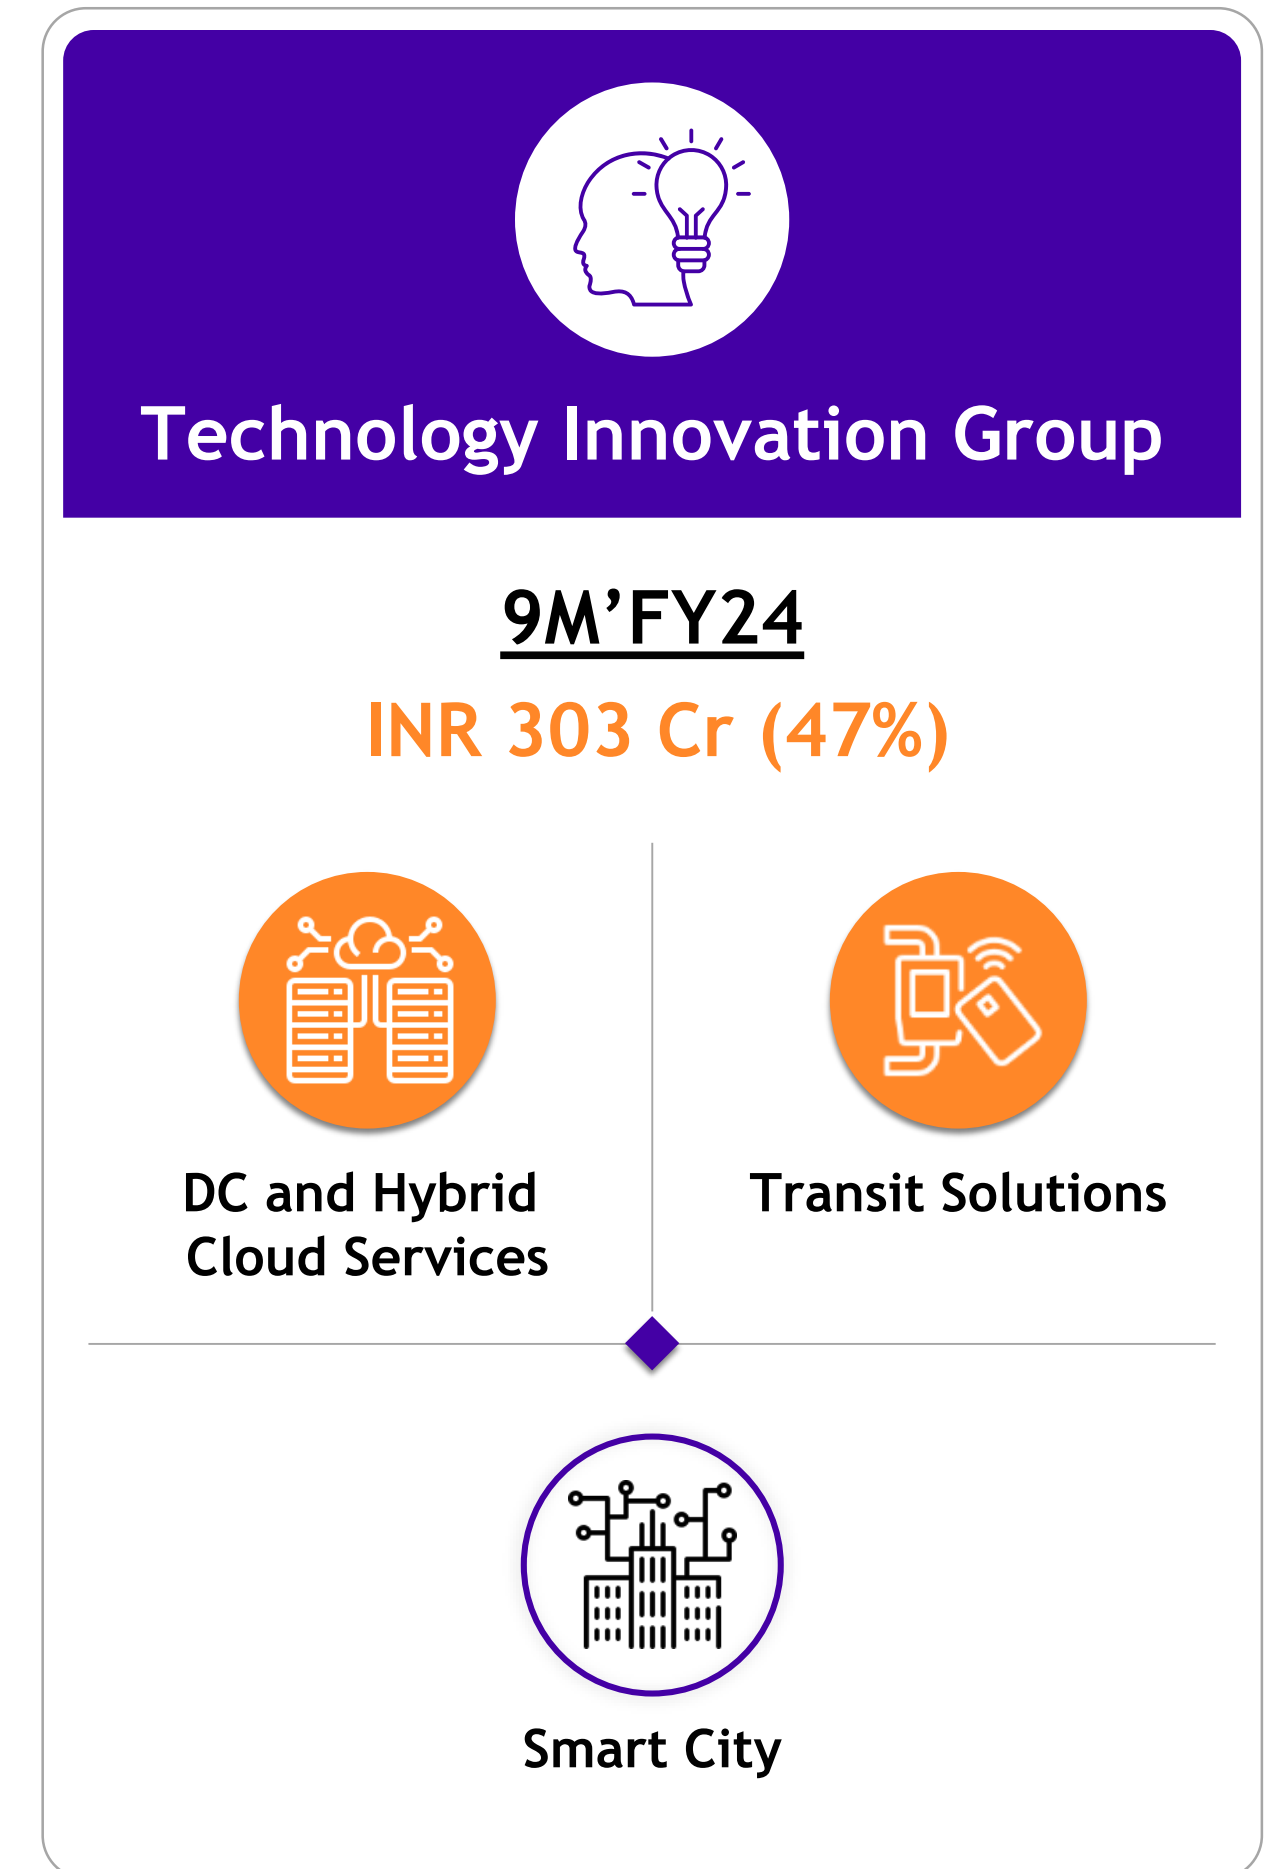 Technology Innovation Group
9M’FY24
INR 303 Cr (47%)
DC and Hybrid
Cloud Services
Transit Solutions
Smart City